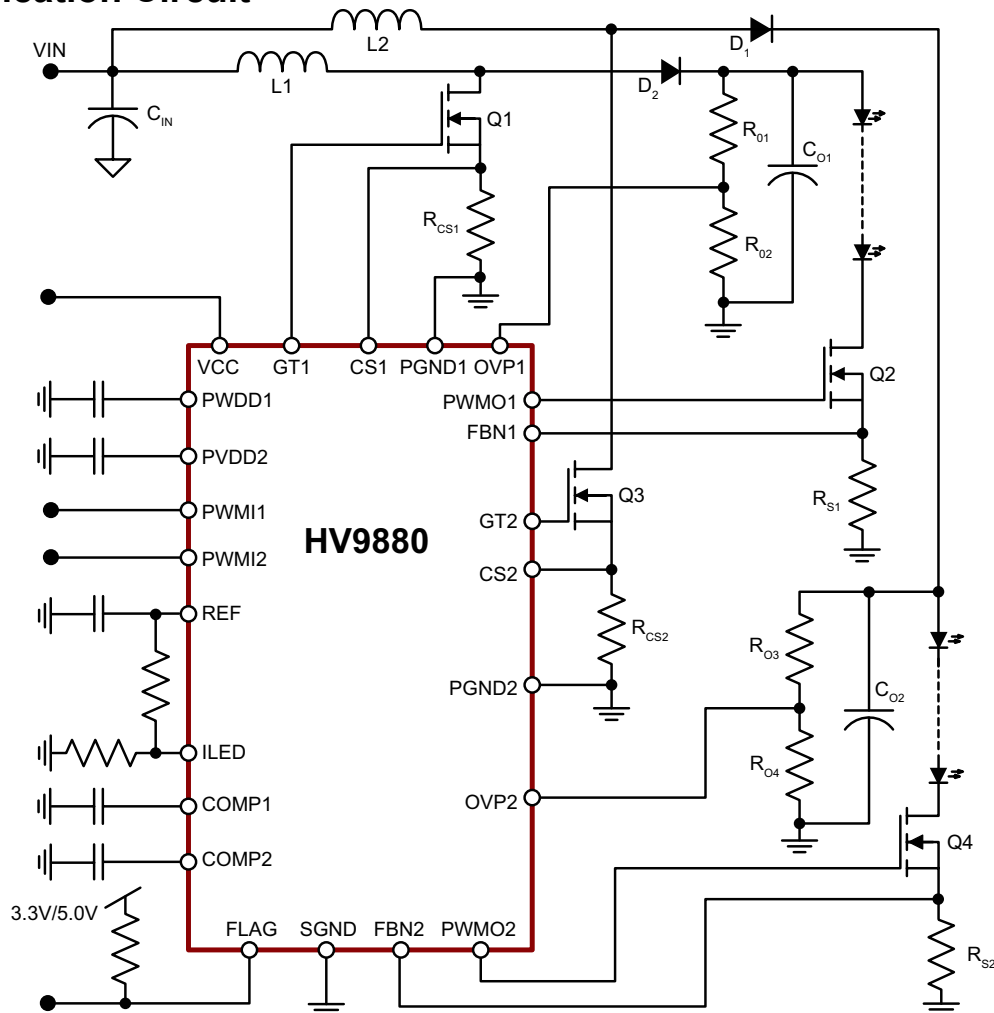 L2
D1
VIN
L1
D2
CIN
Q1
R01
CO1
RCS1
R02
VCC
GT1
CS1
PGND1
OVP1
PWDD1
PWMO1
Q2
FBN1
PVDD2
Q3
RS1
PWMI1
GT2
HV9880
PWMI2
CS2
REF
RCS2
RO3
PGND2
CO2
ILED
RO4
COMP1
OVP2
Q4
COMP2
3.3V/5.0V
FLAG
SGND
FBN2
PWMO2
RS2